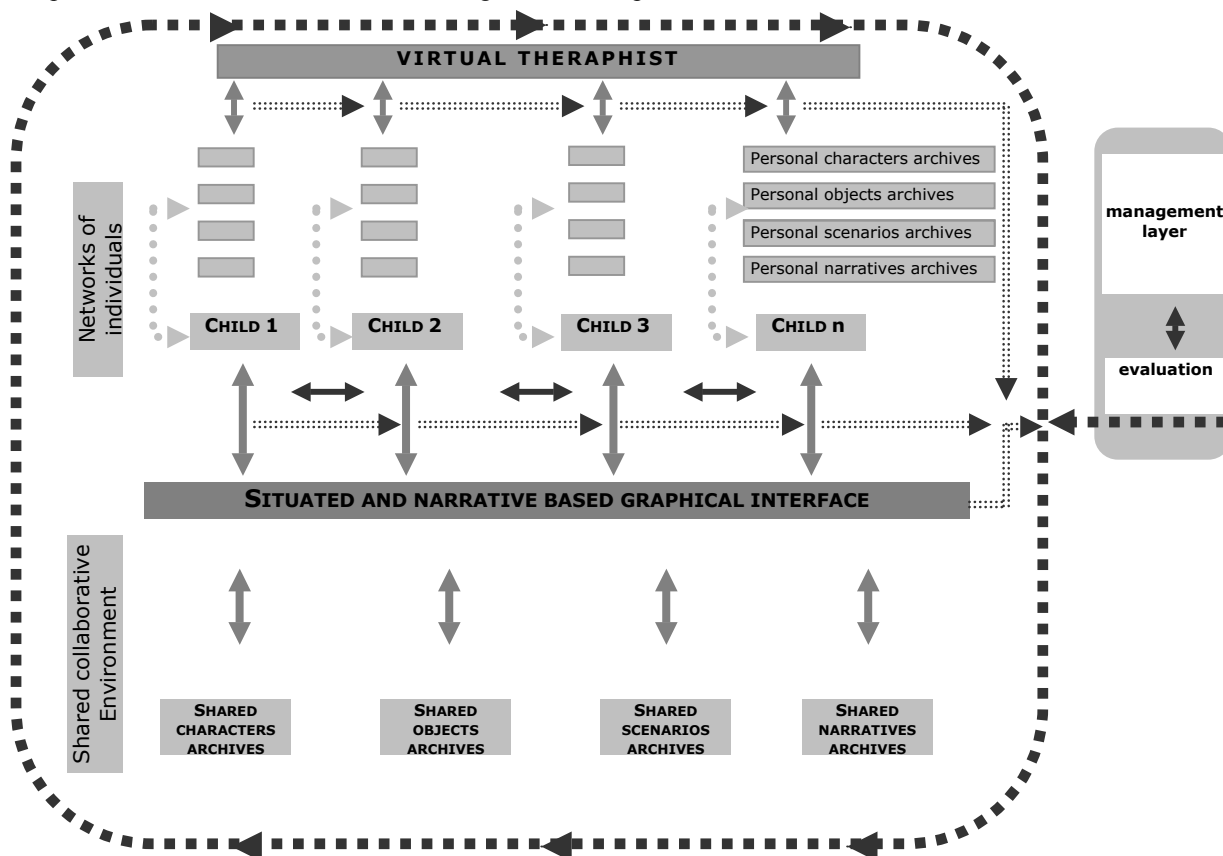 VIRTUAL THERAPHIST
Personal characters archives
Personal objects archives
Personal scenarios archives
Personal narratives archives
Networks of
individuals
CHILD 1
CHILD 2
CHILD 3
CHILD n
management
layer
evaluation
SITUATED AND NARRATIVE BASED GRAPHICAL INTERFACE
Shared collaborative
Environment
SHARED
CHARACTERS
ARCHIVES
SHARED
OBJECTS
ARCHIVES
SHARED
SCENARIOS
ARCHIVES
SHARED
NARRATIVES
ARCHIVES